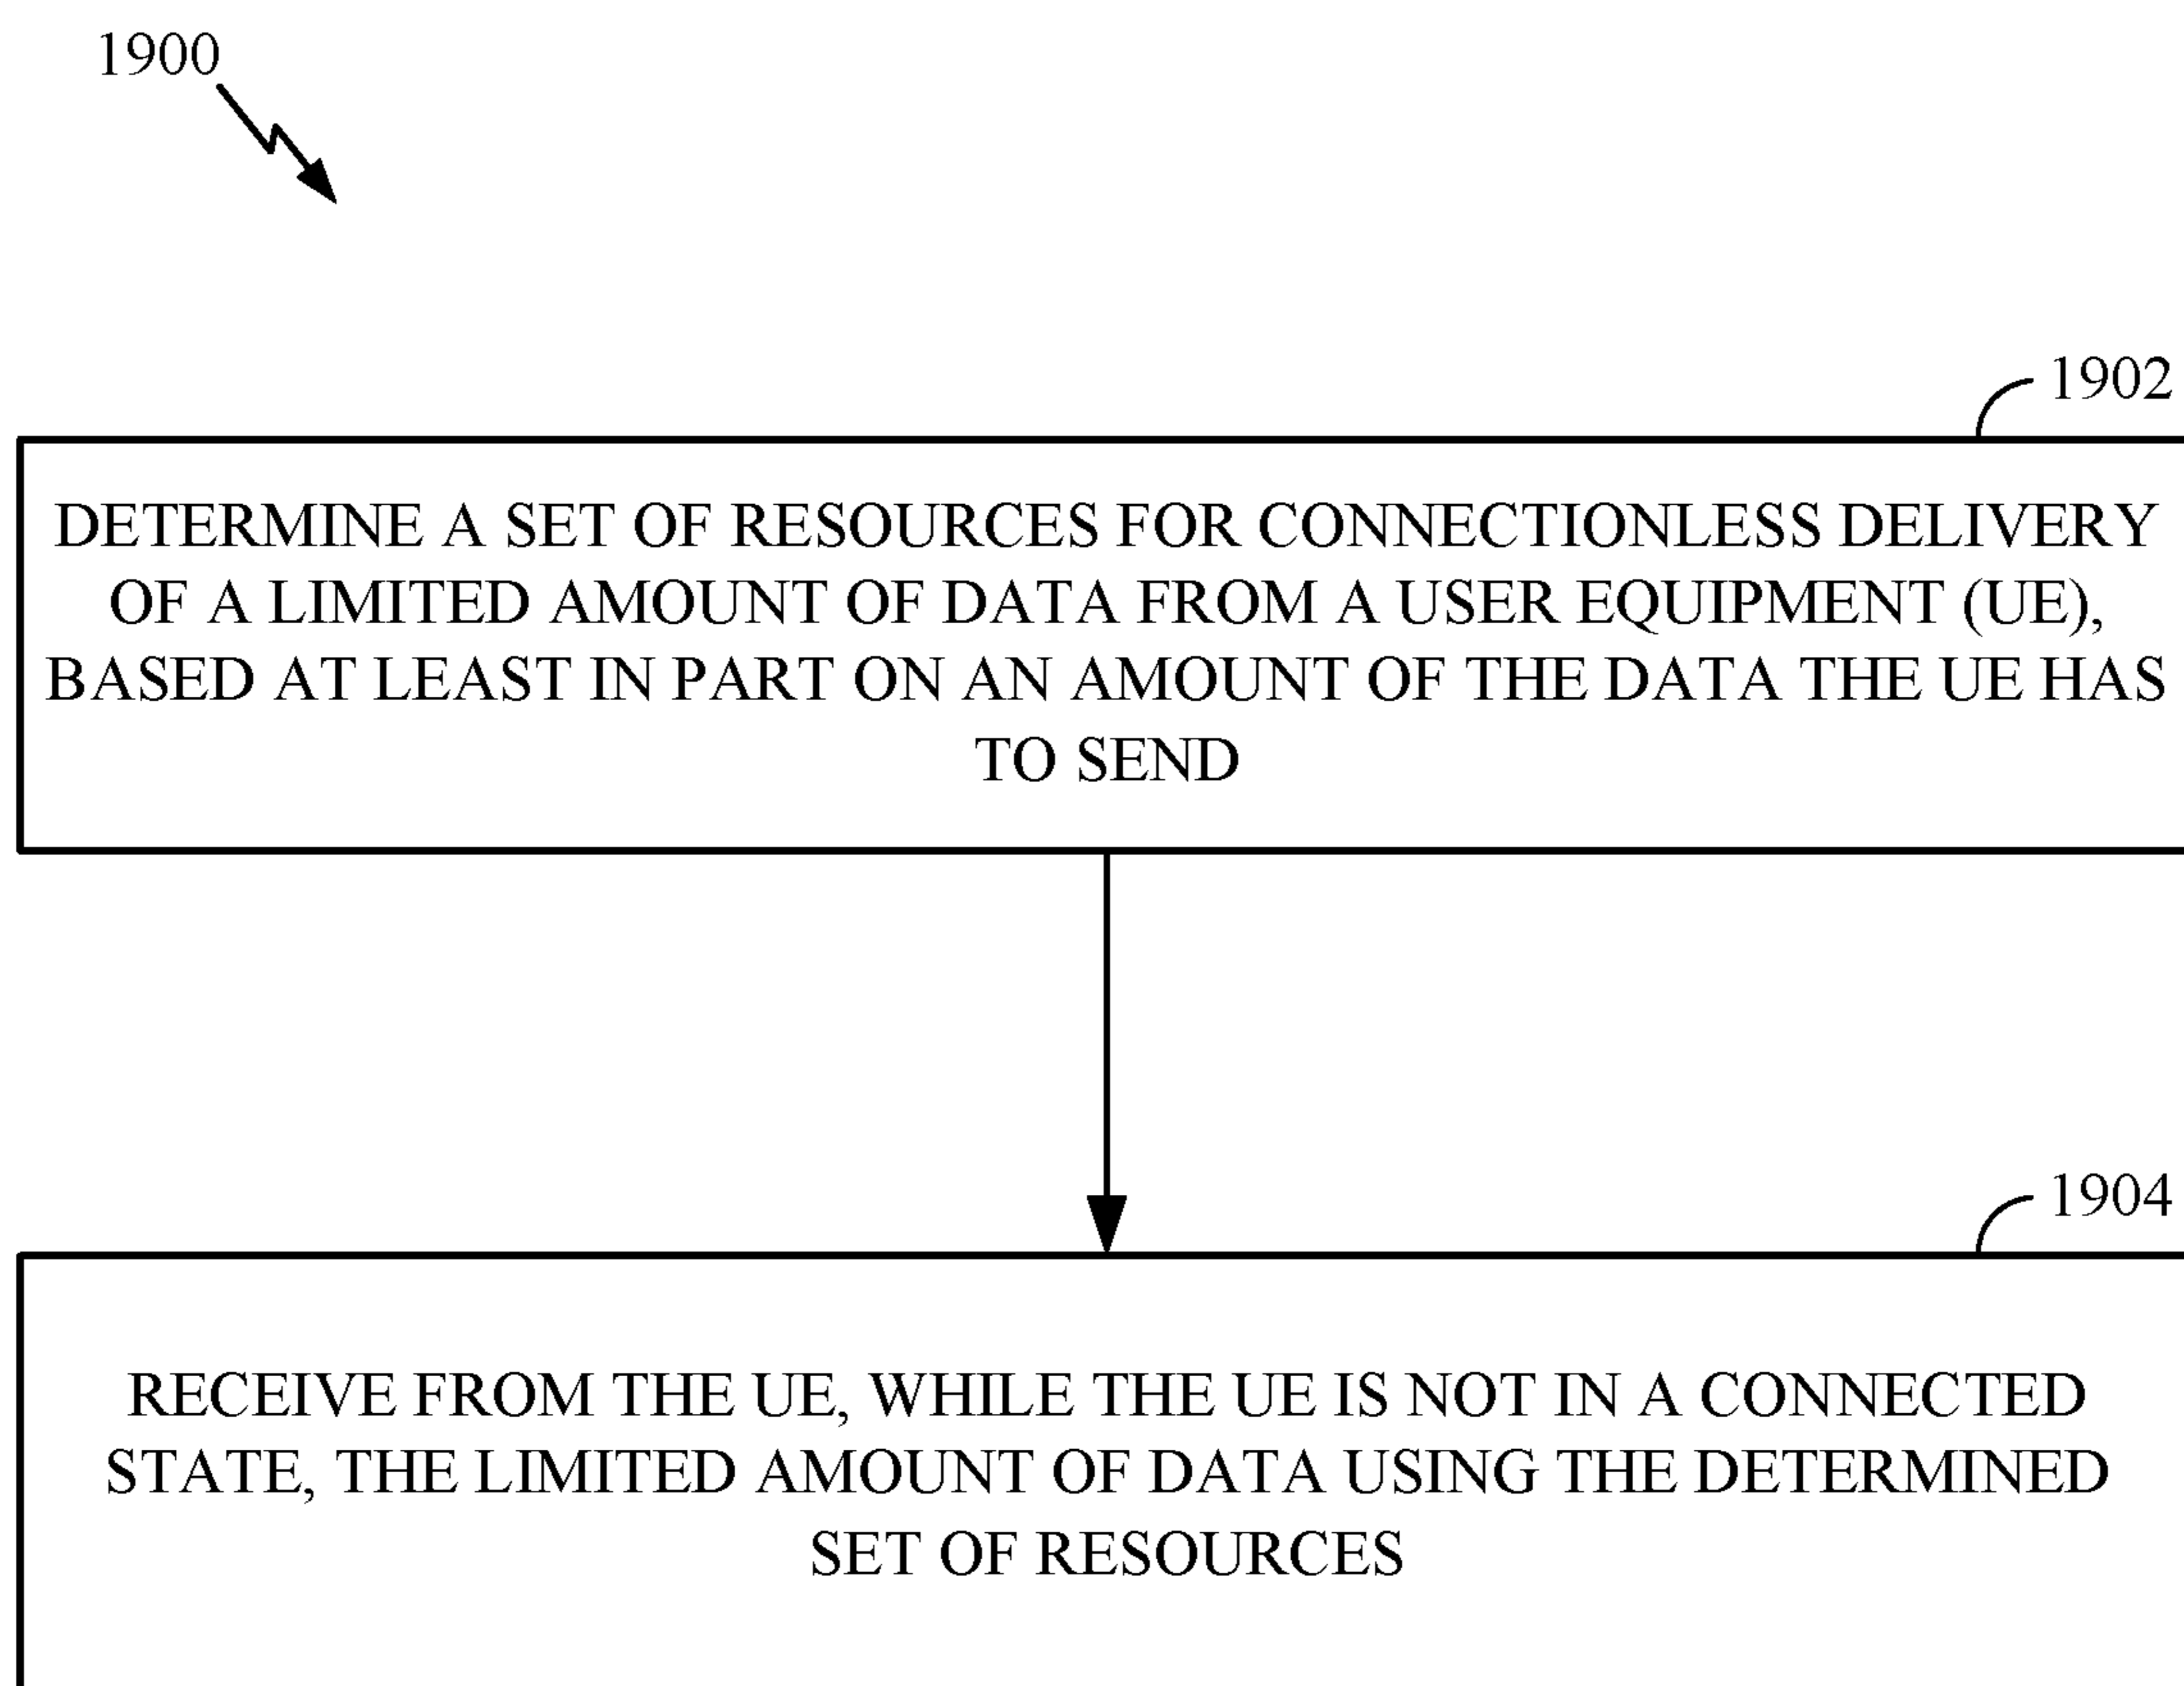 1900
1902
DETERMINE A SET OF RESOURCES FOR CONNECTIONLESS DELIVERY
OF A LIMITED AMOUNT OF DATA FROM A USER EQUIPMENT (UE),
BASED AT LEAST IN PART ON AN AMOUNT OF THE DATA THE UE HAS
TO SEND
1904
RECEIVE FROM THE UE, WHILE THE UE IS NOT IN A CONNECTED
STATE, THE LIMITED AMOUNT OF DATA USING THE DETERMINED
SET OF RESOURCES